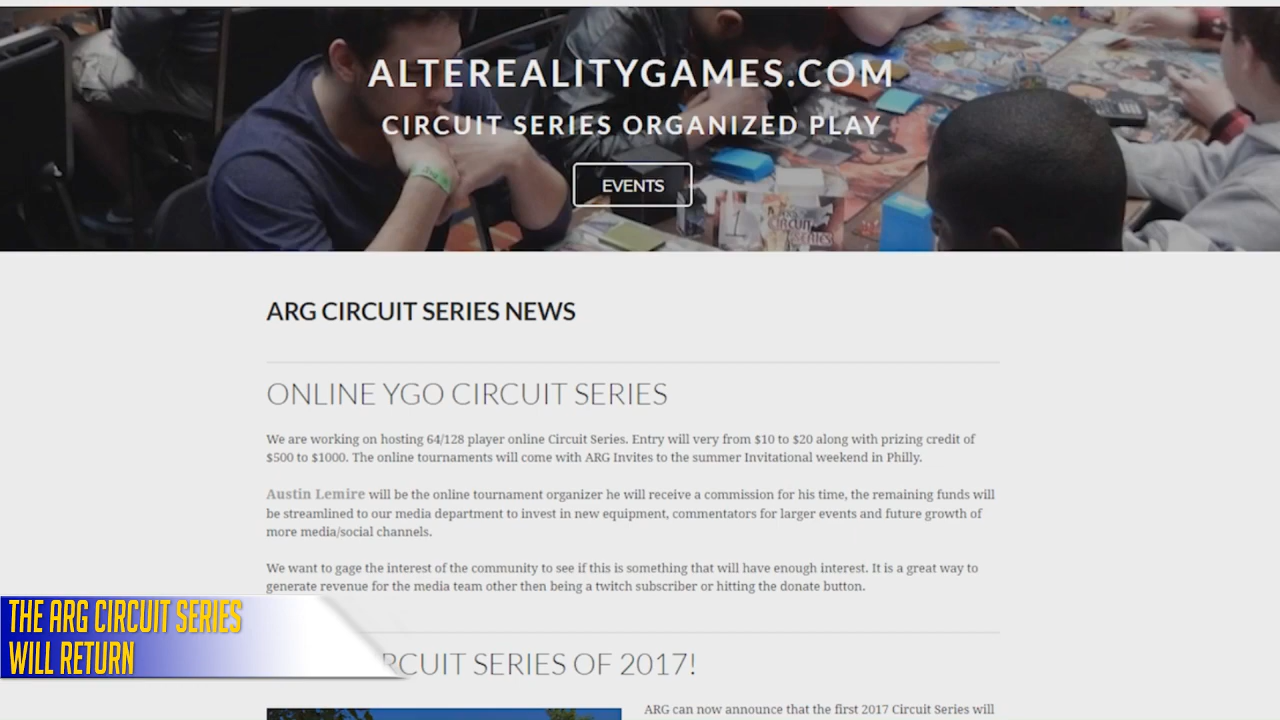 ALTEREALITYGAMES.COM
CIRCUIT SERIES ORGANIZED PLAY
EVENTS
CIRCUIT
SERIES
ARG CIRCUIT SERIES NEWS
ONLINE YGO CIRCUIT SERIES
We are working on hosting 64/128 player online Circuit Series. Entry will very from $10 to $20 along with prizing credit of
$500 to $1000. The online tournaments will come with ARG Invites to the summer Invitational weekend in Philly.
Austin Lemire will be the online tournament organizer he will receive a commission for his time, the remaining funds will
be streamlined to our media department to invest in new equipment, commentators for larger events and future growth of
more media/social channels.
We want to gage the interest of the community to see if this is something that will have enough interest. It is a great way to
generate revenue for the media team other then being a twitch subscriber or hitting the donate button.
THE ARG CIRCUIT SERIES
WILL RETURN
RCUIT SERIES OF 2017!
ARG can now announce that the first 2017 Circuit Series will